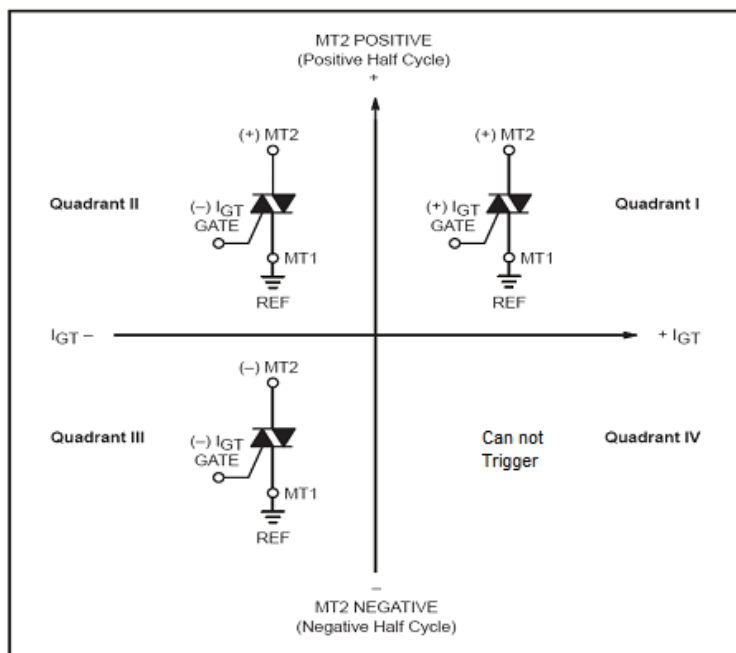 MT2 POSITIVE
(Positive Half Cycle)
+
(+) MT2
Quadrant II
(–) IGT
GATE
MT1
REF
(+) MT2
(+) IGT
GATE
Quadrant I
MT1
REF
IGT –
+ IGT
(–) MT2
Quadrant III
(–) IGT
GATE
MT1
REF
Can not
Trigger
Quadrant IV
–
MT2 NEGATIVE
(Negative Half Cycle)